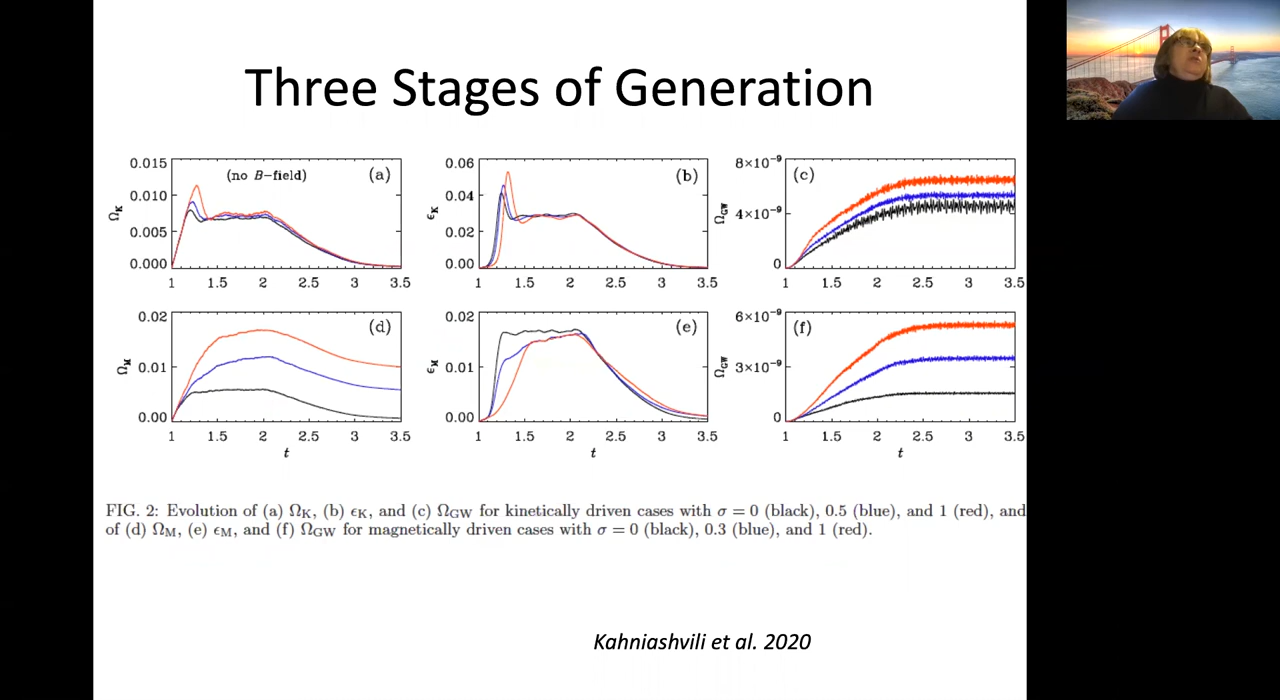 Three Stages of Generation
0.015
0.010
0.005
0.000
Ω_K
(no B-field)
(a)
1 1.5 2 2.5 3 3.5
0.06
0.04
0.02
0.00
ϵ_K
(b)
1 1.5 2 2.5 3 3.5
8×10⁻⁹
4×10⁻⁹
0
Ω_GW
(c)
1 1.5 2 2.5 3 3.5
0.02
0.01
0.00
Ω_M
(d)
1 1.5 2 2.5 3 3.5
t
0.02
0.01
0.00
ϵ_M
(e)
1 1.5 2 2.5 3 3.5
t
6×10⁻⁹
3×10⁻⁹
0
Ω_GW
(f)
1 1.5 2 2.5 3 3.5
t
FIG. 2: Evolution of (a) Ω_K, (b) ϵ_K, and (c) Ω_GW for kinetically driven cases with σ = 0 (black), 0.5 (blue), and 1 (red), and
of (d) Ω_M, (e) ϵ_M, and (f) Ω_GW for magnetically driven cases with σ = 0 (black), 0.3 (blue), and 1 (red).
Kahniashvili et al. 2020